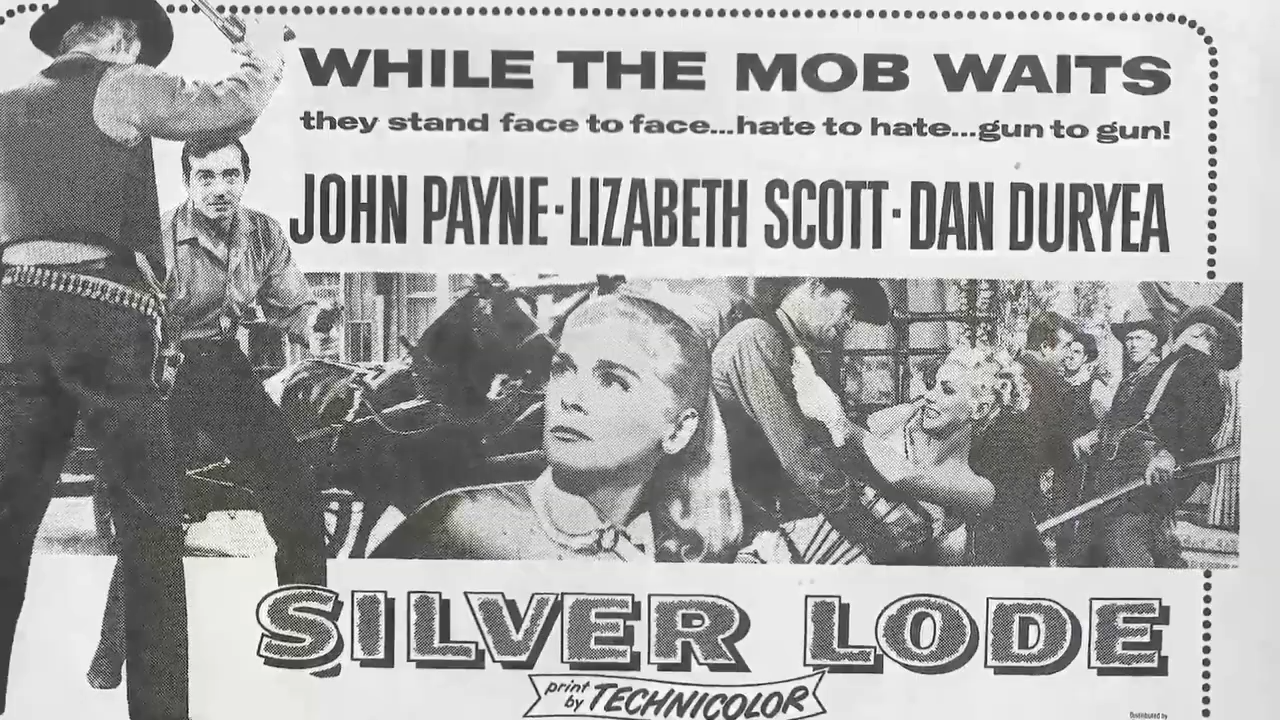 WHILE THE MOB WAITS
they stand face to face...hate to hate...gun to gun!
JOHN PAYNE·LIZABETH SCOTT·DAN DURYEA
SILVER LODE
print
by TECHNICOLOR
Distributed by